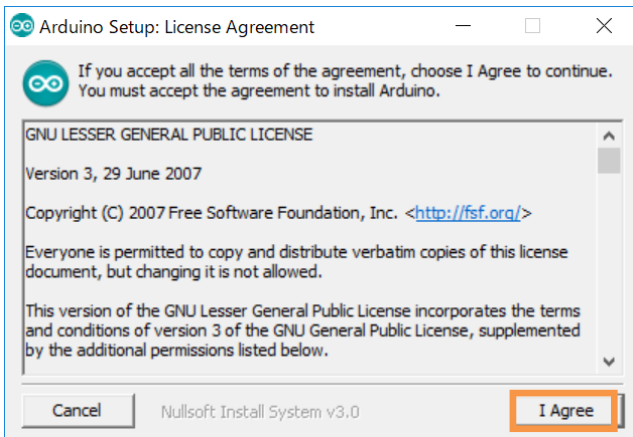 Arduino Setup: License Agreement
If you accept all the terms of the agreement, choose I Agree to continue.
You must accept the agreement to install Arduino.
GNU LESSER GENERAL PUBLIC LICENSE
Version 3, 29 June 2007
Copyright (C) 2007 Free Software Foundation, Inc. <http://fsf.org/>
Everyone is permitted to copy and distribute verbatim copies of this license
document, but changing it is not allowed.
This version of the GNU Lesser General Public License incorporates the terms
and conditions of version 3 of the GNU General Public License, supplemented
by the additional permissions listed below.
Cancel
Nullsoft Install System v3.0
I Agree